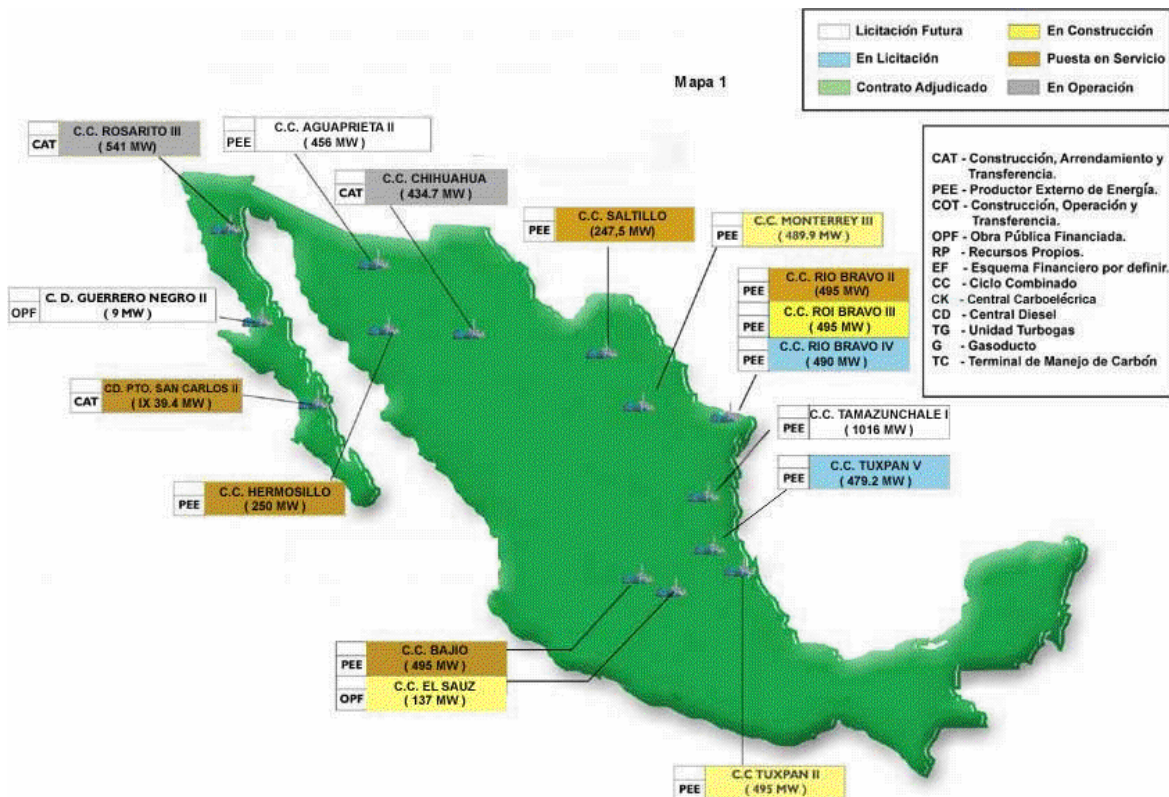 Licitación Futura
En Licitación
Contrato Adjudicado
En Construcción
Puesta en Servicio
En Operación
Mapa 1
CAT - Construcción, Arrendamiento y
Transferencia.
PEE - Productor Externo de Energía.
COT - Construcción, Operación y
Transferencia.
OPF - Obra Pública Financiada.
RP - Recursos Propios.
EF - Esquema Financiero por definir.
CC - Ciclo Combinado
CK - Central Carboelécrica
CD - Central Diesel
TG - Unidad Turbogas
G - Gasoducto
TC - Terminal de Manejo de Carbón
CAT
C.C. ROSARITO III
( 541 MW)
PEE
C.C. AGUAPRIETA II
( 456 MW )
CAT
C.C. CHIHUAHUA
( 434.7 MW )
PEE
C.C. SALTILLO
(247,5 MW)
PEE
C.C. MONTERREY III
( 489.9 MW )
PEE
C.C. RIO BRAVO II
(495 MW)
PEE
C.C. ROI BRAVO III
( 495 MW )
PEE
C.C. RIO BRAVO IV
( 490 MW )
OPF
C. D. GUERRERO NEGRO II
( 9 MW )
CAT
CD. PTO. SAN CARLOS II
( IX 39.4 MW )
PEE
C.C. TAMAZUNCHALE I
( 1016 MW )
PEE
C.C. TUXPAN V
( 479.2 MW )
PEE
C.C. HERMOSILLO
( 250 MW )
PEE
C.C. BAJIO
( 495 MW )
OPF
C.C. EL SAUZ
( 137 MW )
PEE
C.C TUXPAN II
( 495 MW )